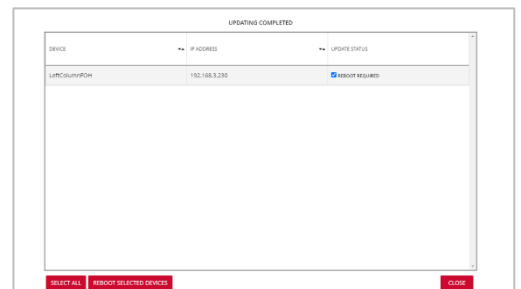 UPDATING COMPLETED
DEVICE IP ADDRESS UPDATE STATUS
LeftColumnFOH 192.168.3.230 REBOOT REQUIRED
SELECT ALL REBOOT SELECTED DEVICES CLOSE